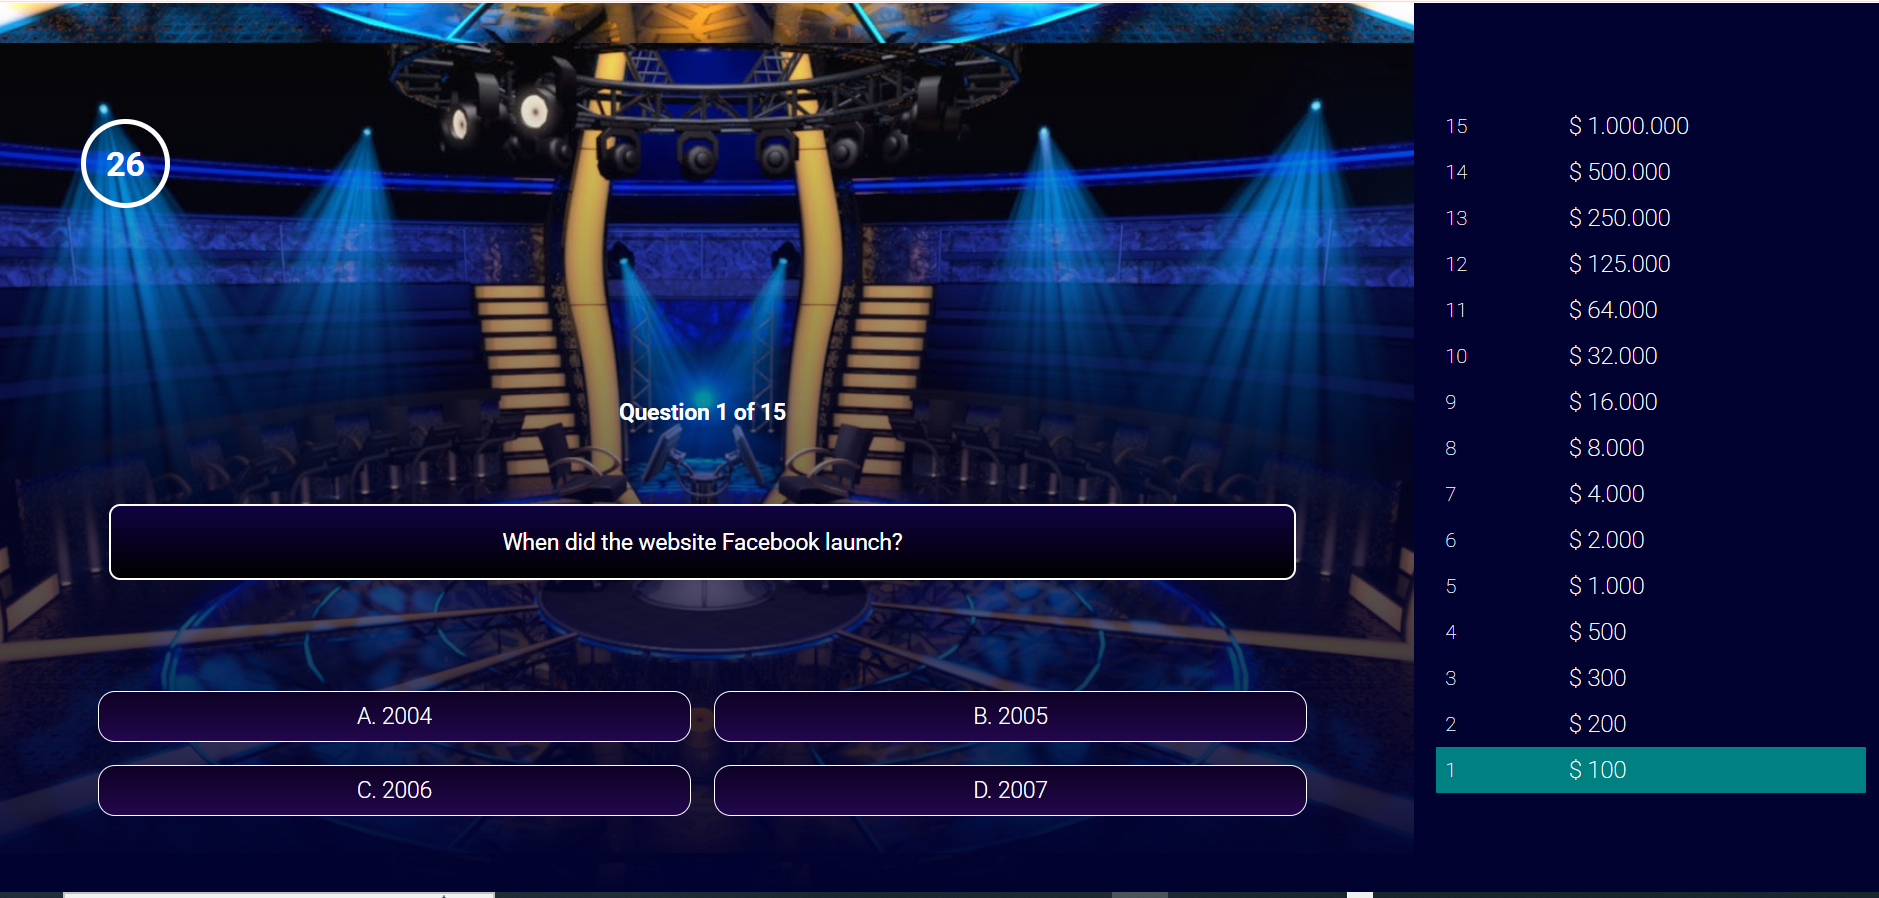 26
Question 1 of 15
When did the website Facebook launch?
A. 2004
B. 2005
C. 2006
D. 2007
15 $ 1.000.000
14 $ 500.000
13 $ 250.000
12 $ 125.000
11 $ 64.000
10 $ 32.000
9 $ 16.000
8 $ 8.000
7 $ 4.000
6 $ 2.000
5 $ 1.000
4 $ 500
3 $ 300
2 $ 200
1 $ 100